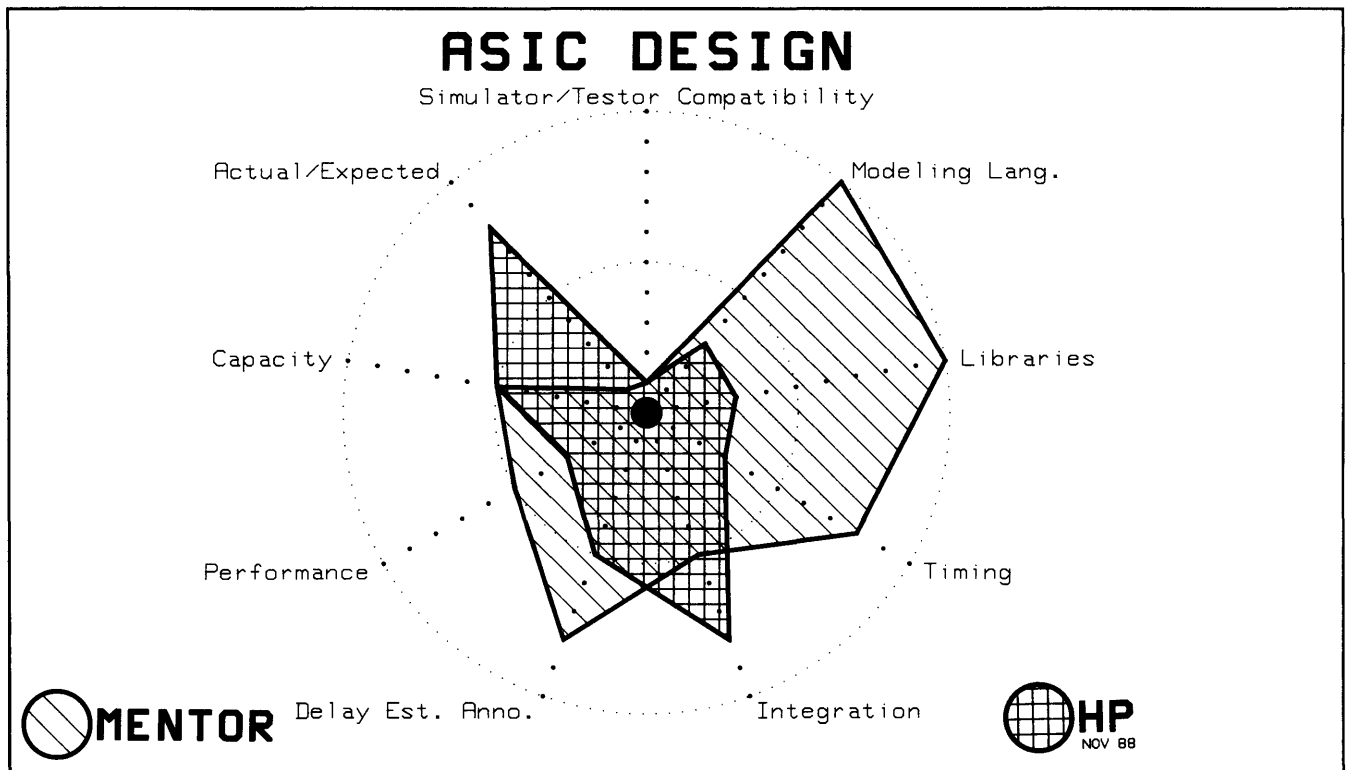 ASIC DESIGN
Simulator/Testor Compatibility
Actual/Expected
Modeling Lang.
Capacity
Libraries
Performance
Timing
Delay Est. Anno.
Integration
MENTOR
HP
NOV 88